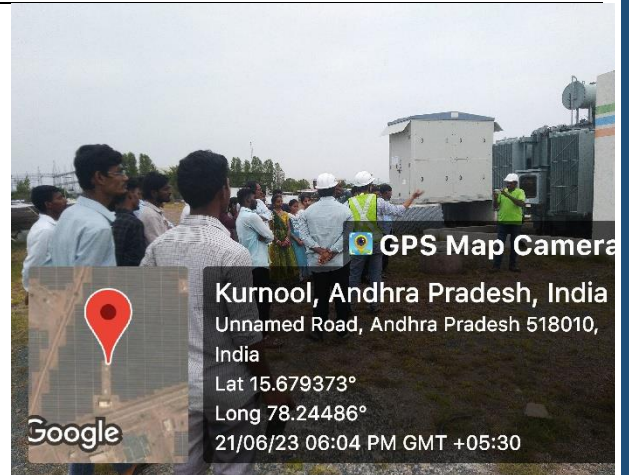 GPS Map Camera
Kurnool, Andhra Pradesh, India
Unnamed Road, Andhra Pradesh 518010,
India
Lat 15.679373°
Long 78.24486°
21/06/23 06:04 PM GMT +05:30
Google